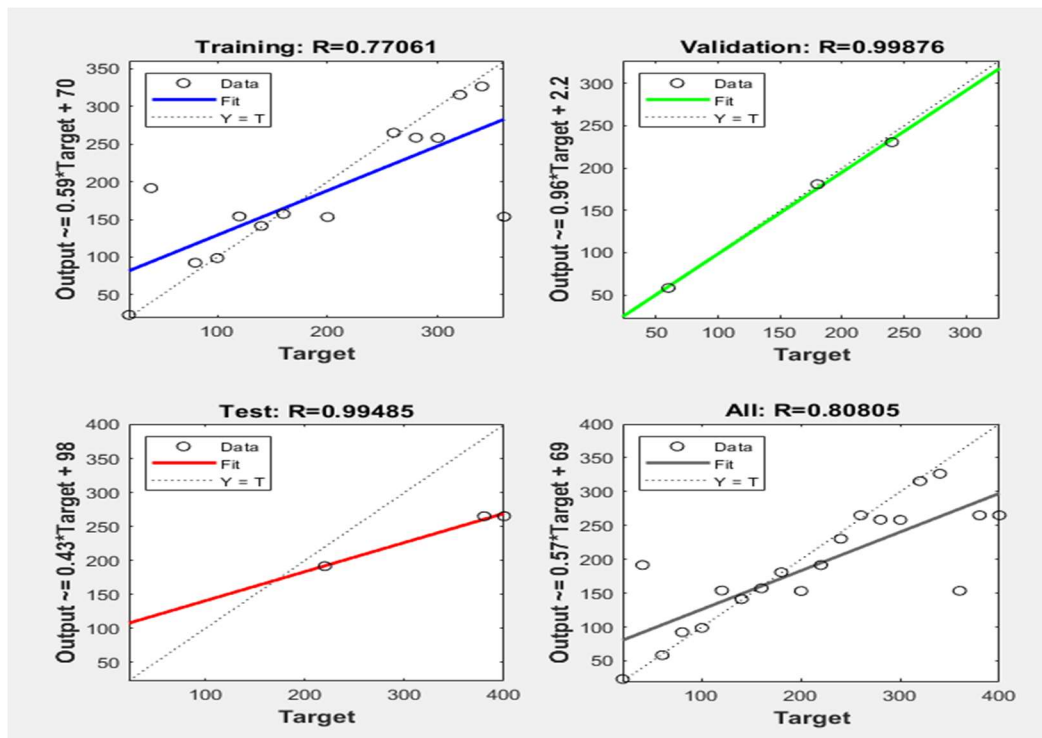 Training: R=0.77061
Output ~= 0.59*Target + 70
350
300
250
200
150
100
50
Data
Fit
Y = T
100
200
300
Target
Validation: R=0.99876
Output ~= 0.96*Target + 2.2
300
250
200
150
100
50
Data
Fit
Y = T
50
100
150
200
250
300
Target
Test: R=0.99485
Output ~= 0.43*Target + 98
400
350
300
250
200
150
100
50
Data
Fit
Y = T
100
200
300
400
Target
All: R=0.80805
Output ~= 0.57*Target + 69
400
350
300
250
200
150
100
50
Data
Fit
Y = T
100
200
300
400
Target